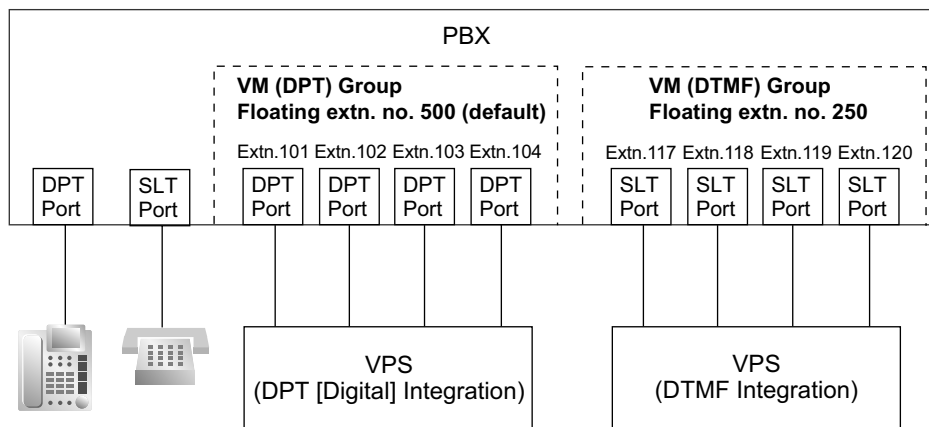 PBX
VM (DPT) Group
Floating extn. no. 500 (default)
VM (DTMF) Group
Floating extn. no. 250
Extn.101 Extn.102 Extn.103 Extn.104
Extn.117 Extn.118 Extn.119 Extn.120
DPT
Port
SLT
Port
DPT
Port
DPT
Port
DPT
Port
DPT
Port
SLT
Port
SLT
Port
SLT
Port
SLT
Port
VPS
(DPT [Digital] Integration)
VPS
(DTMF Integration)